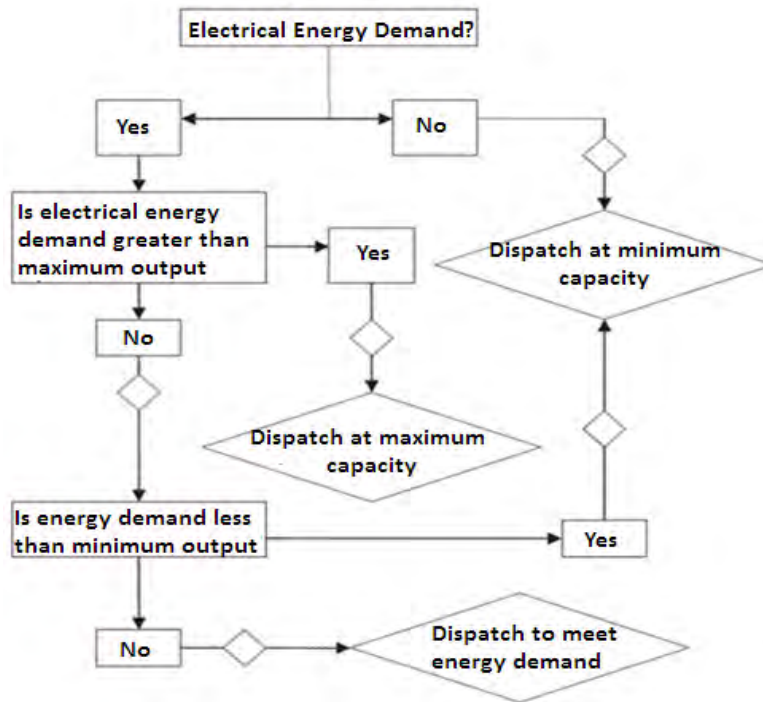 Electrical Energy Demand?
Yes
No
Is electrical energy
demand greater than
maximum output
Yes
Dispatch at minimum
capacity
No
Dispatch at maximum
capacity
Is energy demand less
than minimum output
Yes
No
Dispatch to meet
energy demand